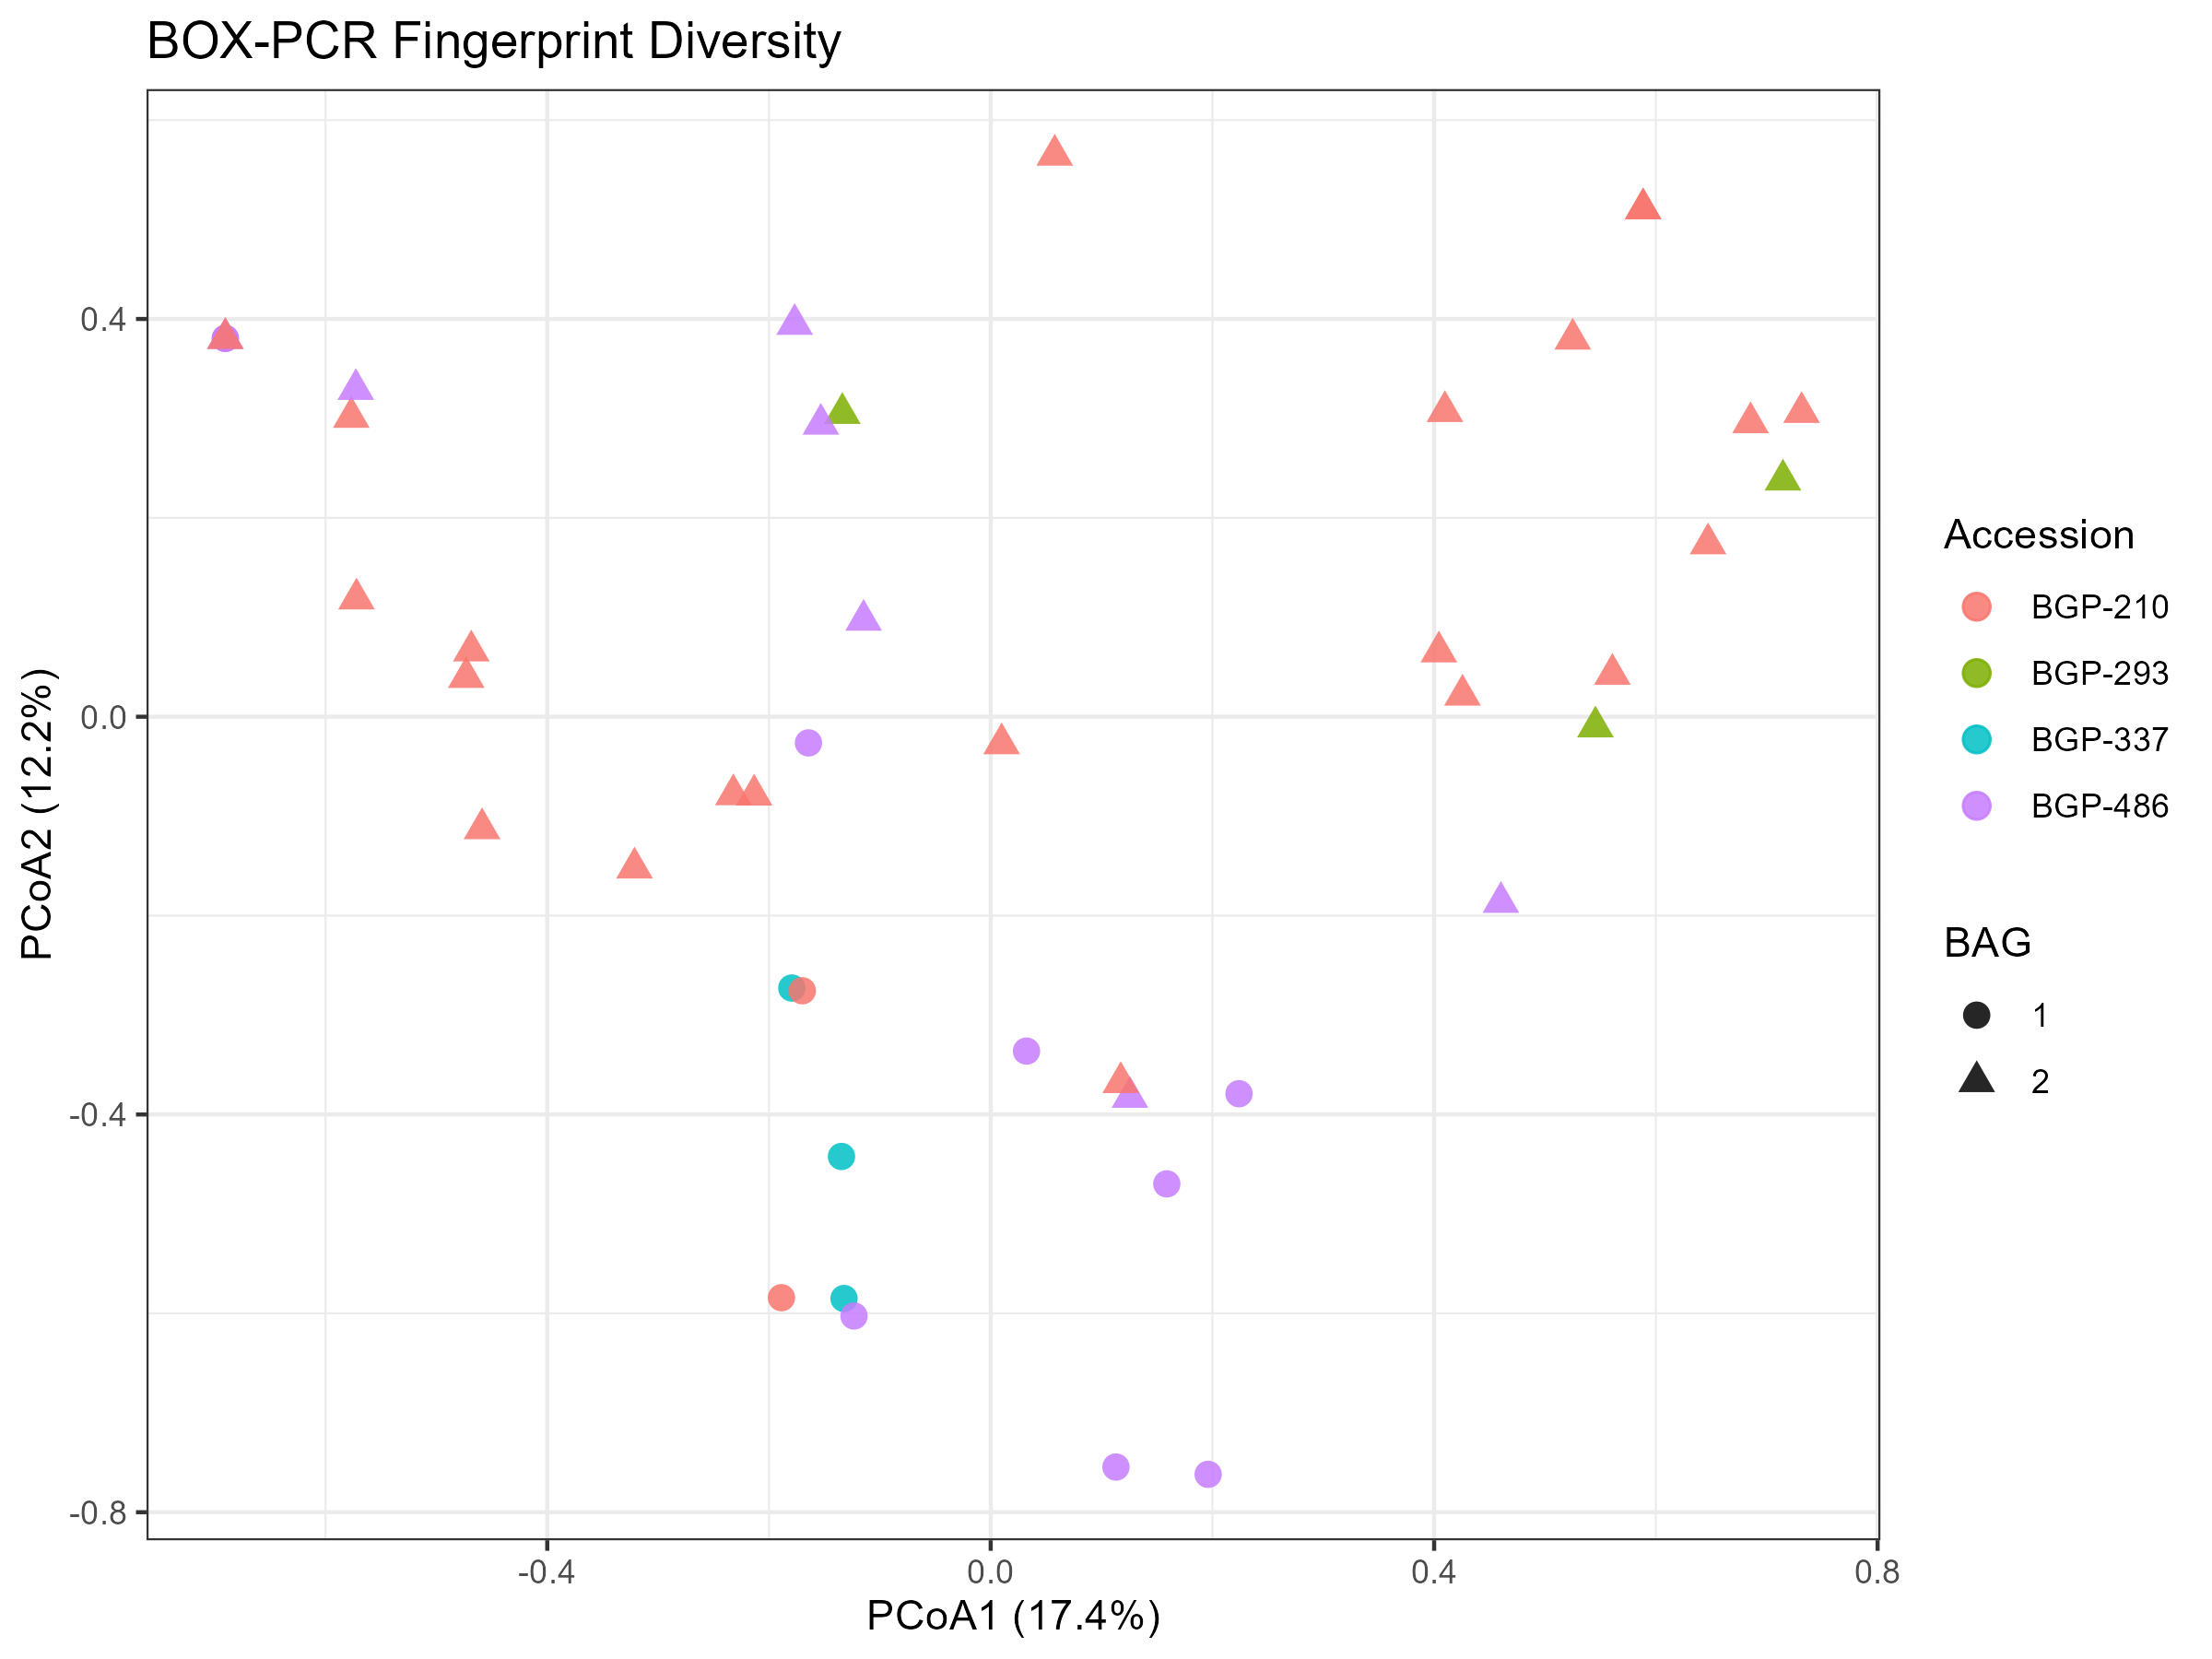 BOX-PCR Fingerprint Diversity
PCoA2 (12.2%)
0.4
0.0
-0.4
-0.8
-0.4
0.0
0.4
0.8
PCoA1 (17.4%)
Accession
BGP-210
BGP-293
BGP-337
BGP-486
BAG
1
2